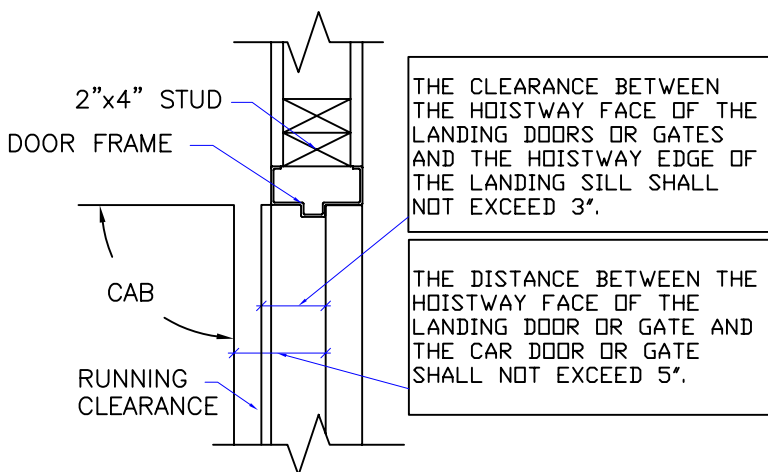 2"x4" STUD
DOOR FRAME
CAB
RUNNING
CLEARANCE
THE CLEARANCE BETWEEN
THE HOISTWAY FACE OF THE
LANDING DOORS OR GATES
AND THE HOISTWAY EDGE OF
THE LANDING SILL SHALL
NOT EXCEED 3".
THE DISTANCE BETWEEN THE
HOISTWAY FACE OF THE
LANDING DOOR OR GATE AND
THE CAR DOOR OR GATE
SHALL NOT EXCEED 5".